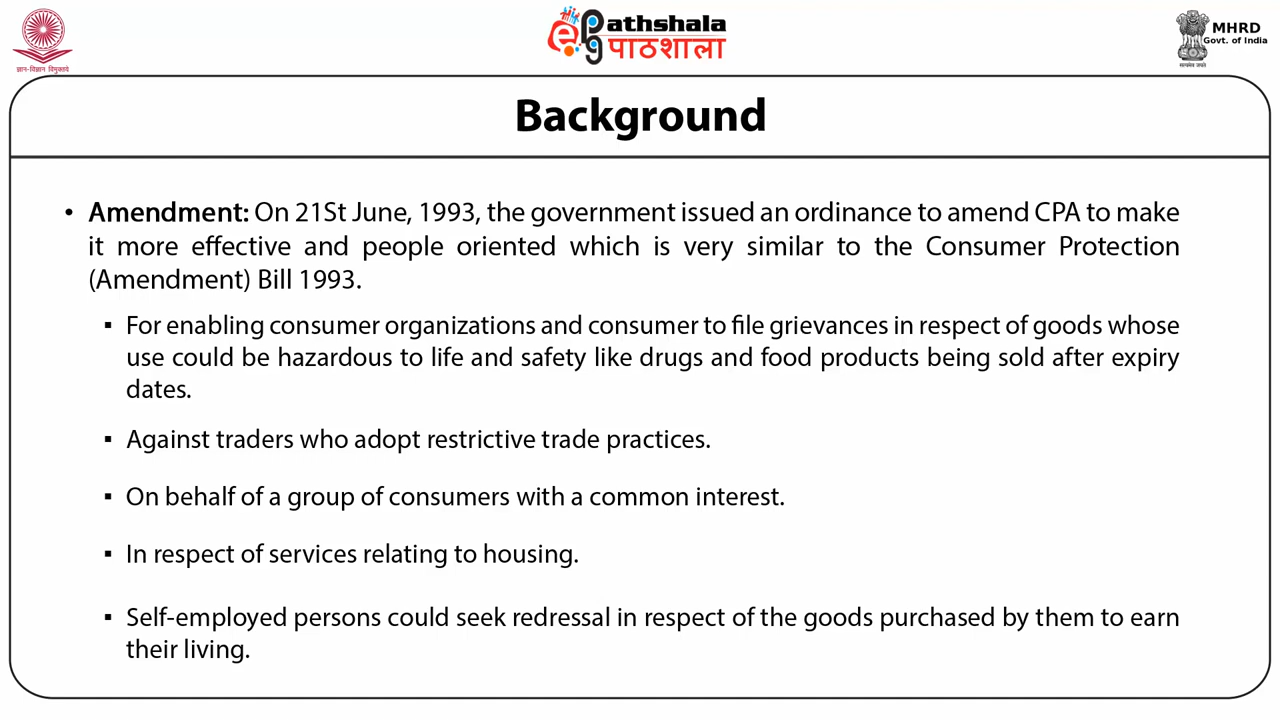 ज्ञान-विज्ञान विमुक्तये
ePathshala
पाठशाला
MHRD
Govt. of India
सत्यमेव जयते
Background
• Amendment: On 21St June, 1993, the government issued an ordinance to amend CPA to make
it more effective and people oriented which is very similar to the Consumer Protection
(Amendment) Bill 1993.
▪ For enabling consumer organizations and consumer to file grievances in respect of goods whose
use could be hazardous to life and safety like drugs and food products being sold after expiry
dates.
▪ Against traders who adopt restrictive trade practices.
▪ On behalf of a group of consumers with a common interest.
▪ In respect of services relating to housing.
▪ Self-employed persons could seek redressal in respect of the goods purchased by them to earn
their living.